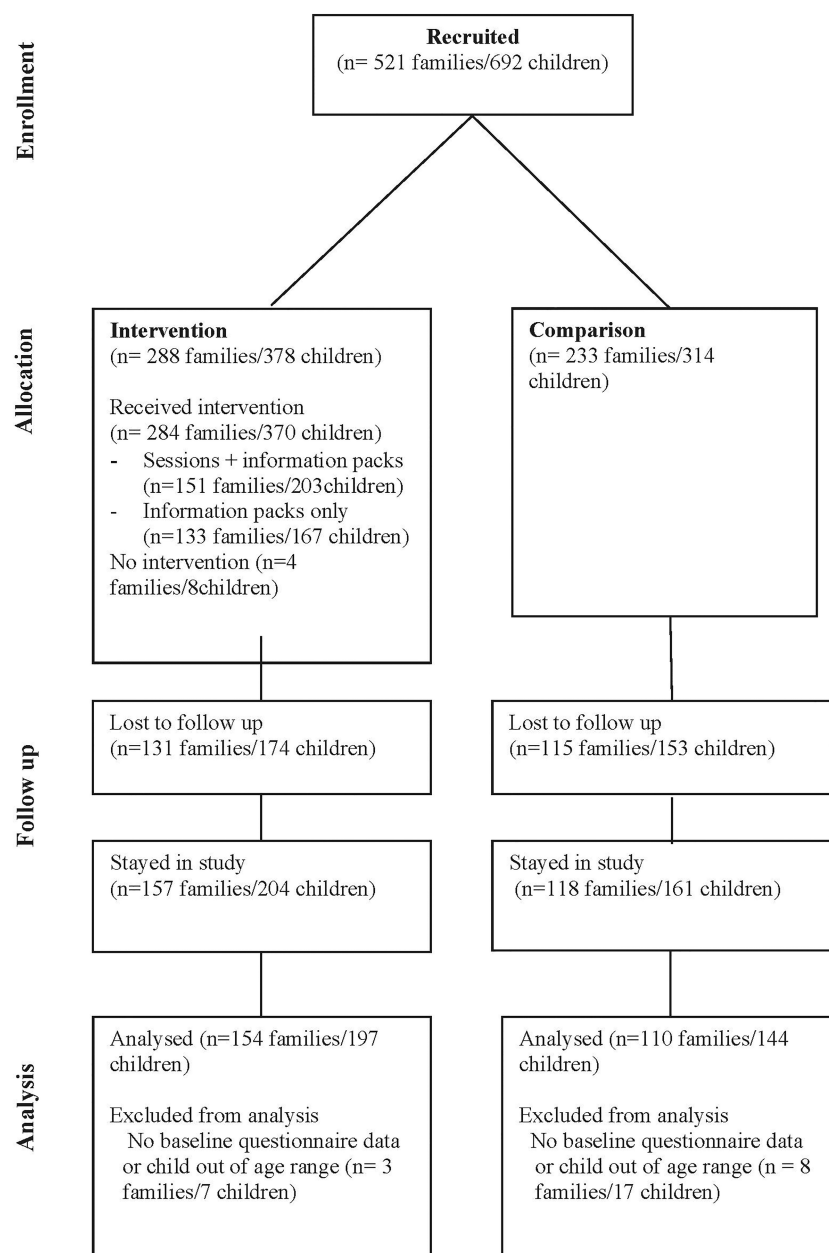 Enrollment
Recruited
(n= 521 families/692 children)
Allocation
Intervention
(n= 288 families/378 children)
Received intervention
(n= 284 families/370 children)
- Sessions + information packs
(n=151 families/203children)
- Information packs only
(n=133 families/167 children)
No intervention (n=4
families/8children)
Comparison
(n= 233 families/314
children)
Follow up
Lost to follow up
(n=131 families/174 children)
Lost to follow up
(n=115 families/153 children)
Stayed in study
(n=157 families/204 children)
Stayed in study
(n=118 families/161 children)
Analysis
Analysed (n=154 families/197
children)
Excluded from analysis
No baseline questionnaire data
or child out of age range (n= 3
families/7 children)
Analysed (n=110 families/144
children)
Excluded from analysis
No baseline questionnaire data
or child out of age range (n = 8
families/17 children)